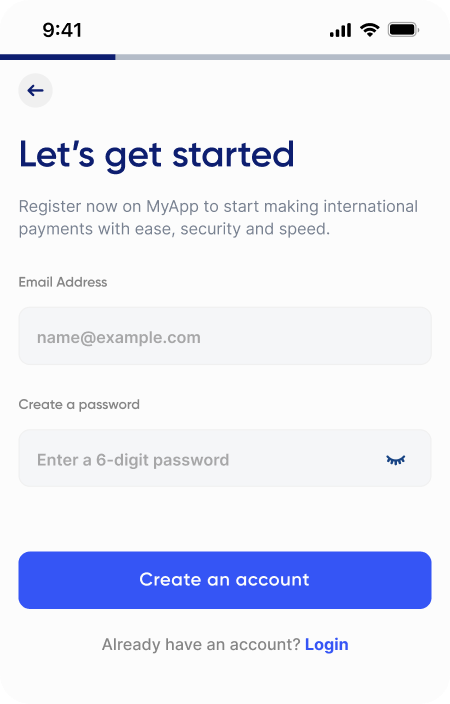 9:41
Let’s get started
Register now on MyApp to start making international
payments with ease, security and speed.
Email Address
name@example.com
Create a password
Enter a 6-digit password
Create an account
Already have an account? Login